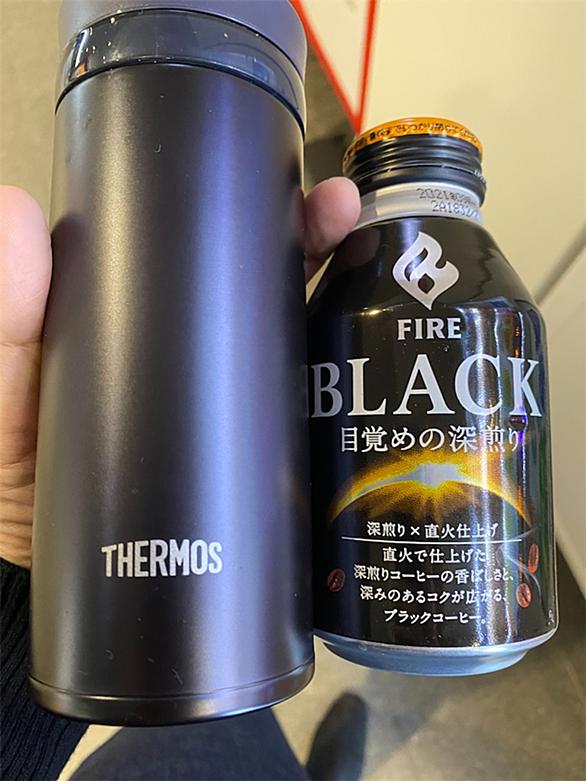 THERMOS
FIRE
BLACK
目覚めの深煎り
深煎り×直火仕上げ
直火で仕上げた
深煎りコーヒーの香ばしさと、
深みのあるコクが広がる、
ブラックコーヒー。